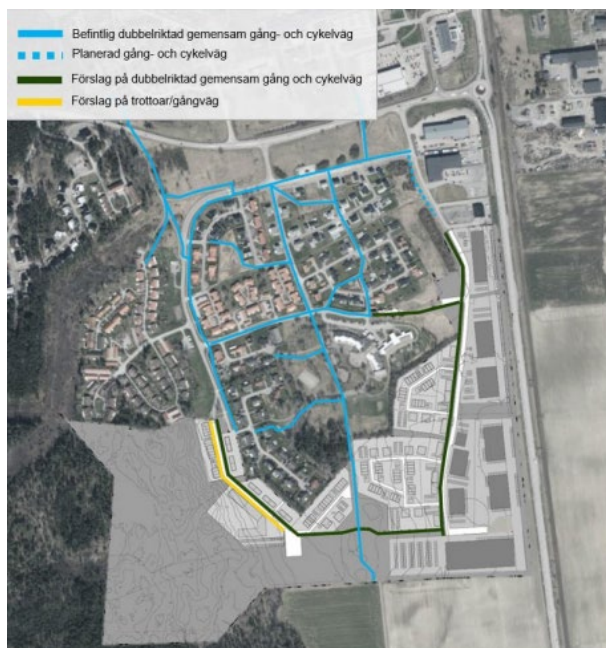 Befintlig dubbelriktad gemensam gång- och cykelväg
Planerad gång- och cykelväg
Förslag på dubbelriktad gemensam gång och cykelväg
Förslag på trottoar/gångväg